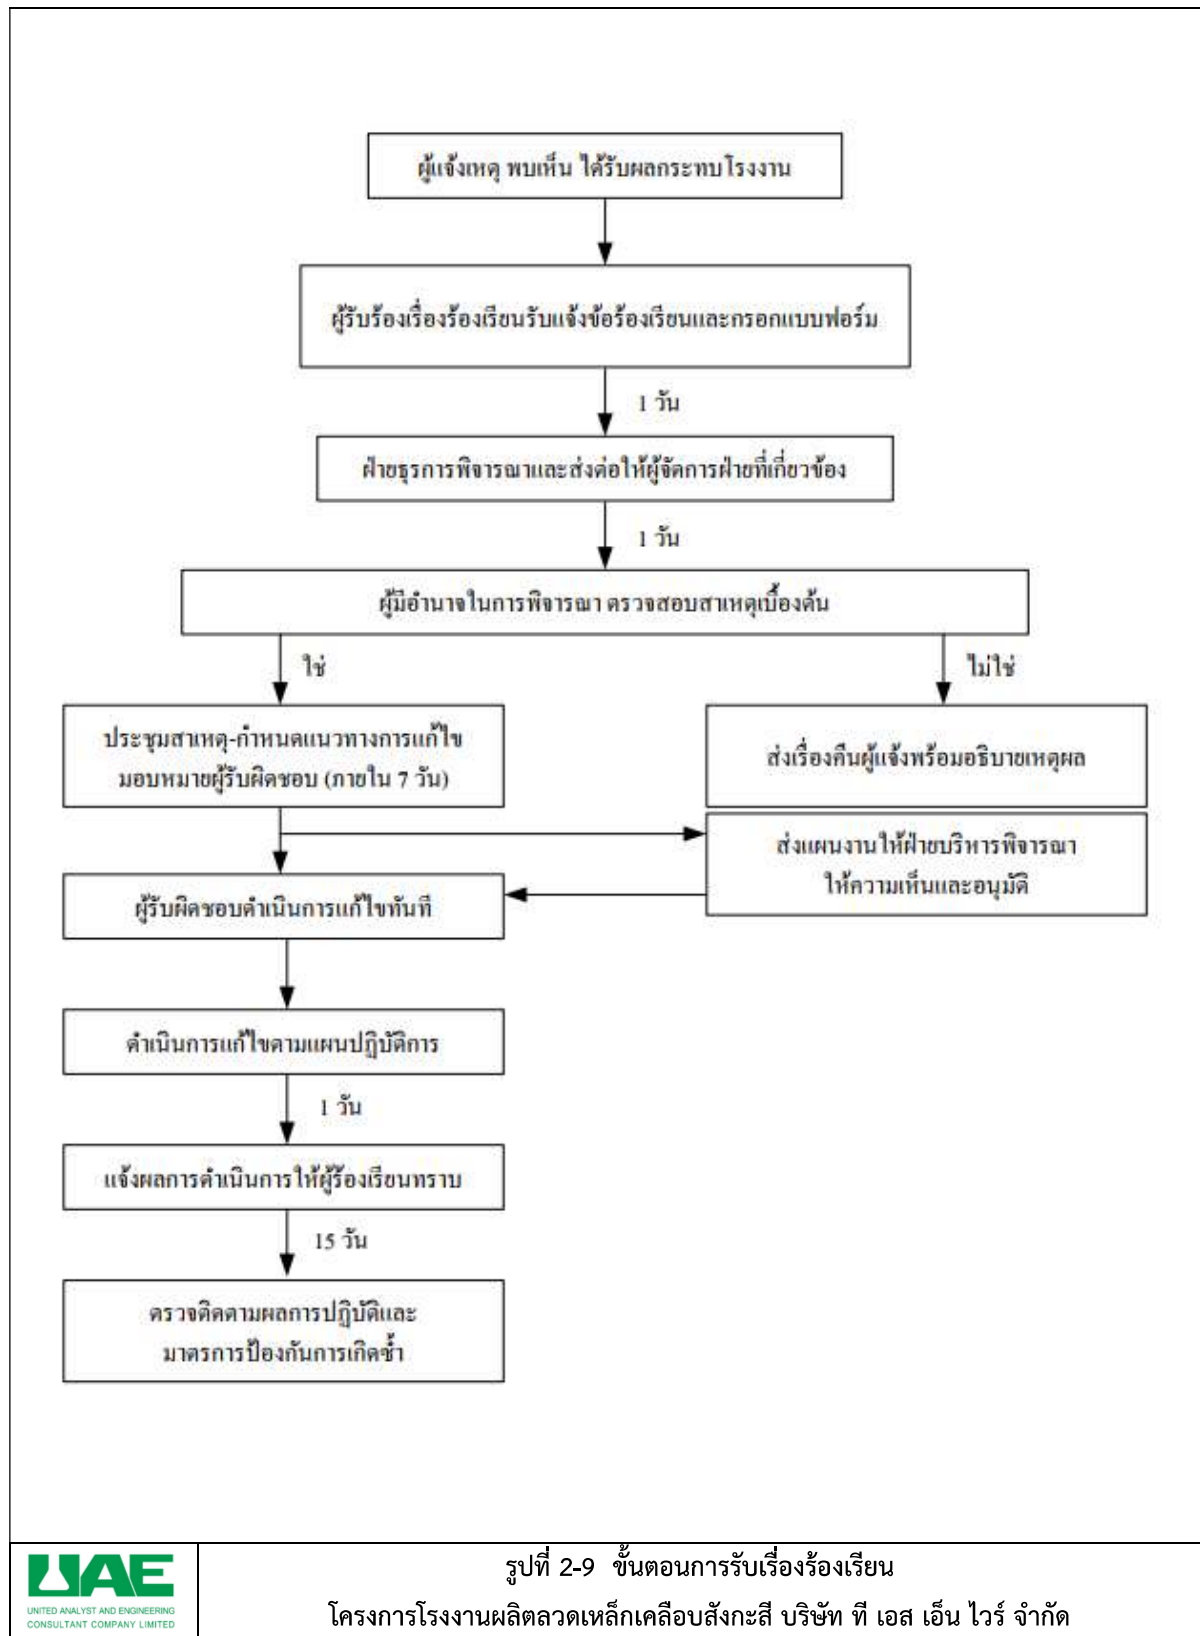 ผู้แจ้งเหตุ พบเห็น ได้รับผลกระทบโรงงาน
ผู้รับร้องเรื่องร้องเรียนรับแจ้งข้อร้องเรียนและกรอกแบบฟอร์ม
1 วัน
ฝ่ายธุรการพิจารณาและส่งต่อให้ผู้จัดการฝ่ายที่เกี่ยวข้อง
1 วัน
ผู้มีอำนาจในการพิจารณา ตรวจสอบสาเหตุเบื้องต้น
ใช่
ไม่ใช่
ประชุมสาเหตุ-กำหนดแนวทางการแก้ไข
มอบหมายผู้รับผิดชอบ (ภายใน 7 วัน)
ส่งเรื่องคืนผู้แจ้งพร้อมอธิบายเหตุผล
ส่งแผนงานให้ฝ่ายบริหารพิจารณา
ให้ความเห็นและอนุมัติ
ผู้รับผิดชอบดำเนินการแก้ไขทันที
ดำเนินการแก้ไขตามแผนปฏิบัติการ
1 วัน
แจ้งผลการดำเนินการให้ผู้ร้องเรียนทราบ
15 วัน
ตรวจติดตามผลการปฏิบัติและ
มาตรการป้องกันการเกิดซ้ำ
UAE
UNITED ANALYST AND ENGINEERING
CONSULTANT COMPANY LIMITED
รูปที่ 2-9 ขั้นตอนการรับเรื่องร้องเรียน
โครงการโรงงานผลิตลวดเหล็กเคลือบสังกะสี บริษัท ที เอส เอ็น ไวร์ จำกัด